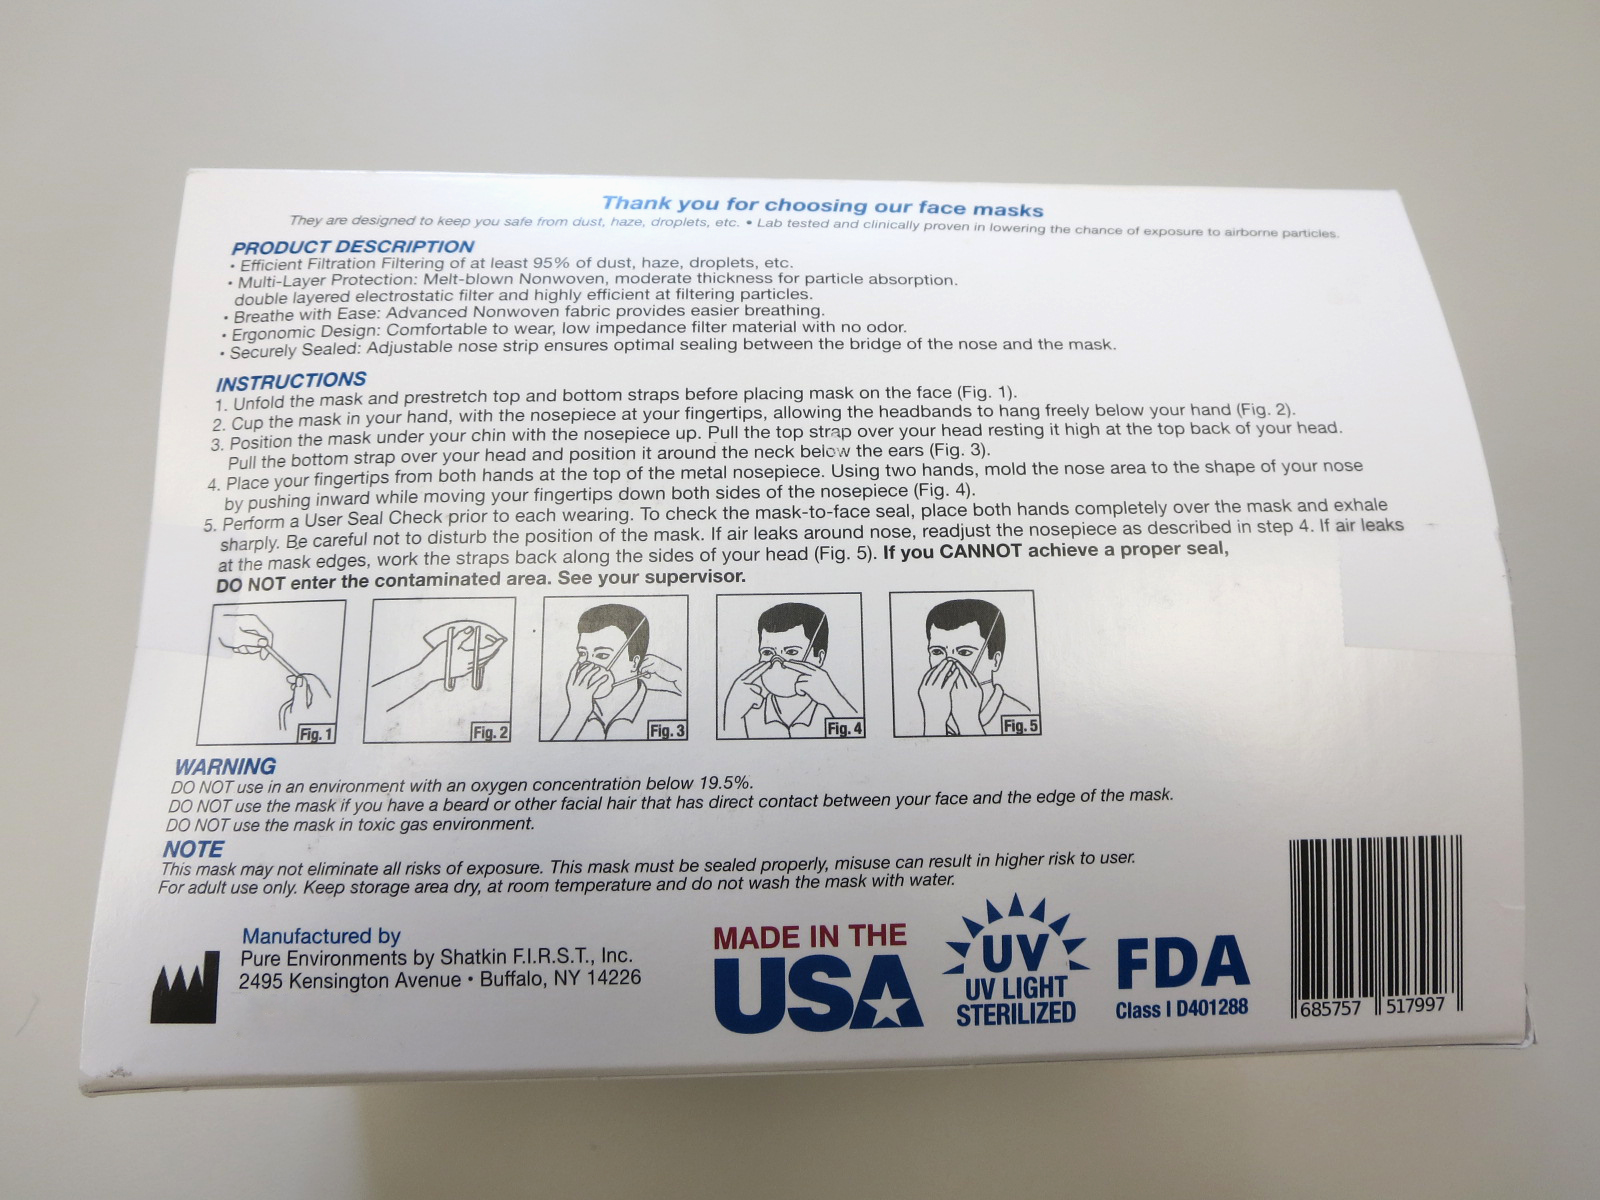 Thank you for choosing our face masks
They are designed to keep you safe from dust, haze, droplets, etc. • Lab tested and clinically proven in lowering the chance of exposure to airborne particles.
PRODUCT DESCRIPTION
• Efficient Filtration Filtering of at least 95% of dust, haze, droplets, etc.
• Multi-Layer Protection: Melt-blown Nonwoven, moderate thickness for particle absorption.
double layered electrostatic filter and highly efficient at filtering particles.
• Breathe with Ease: Advanced Nonwoven fabric provides easier breathing.
• Ergonomic Design: Comfortable to wear, low impedance filter material with no odor.
• Securely Sealed: Adjustable nose strip ensures optimal sealing between the bridge of the nose and the mask.
INSTRUCTIONS
1. Unfold the mask and prestretch top and bottom straps before placing mask on the face (Fig. 1).
2. Cup the mask in your hand, with the nosepiece at your fingertips, allowing the headbands to hang freely below your hand (Fig. 2).
3. Position the mask under your chin with the nosepiece up. Pull the top strap over your head resting it high at the top back of your head.
Pull the bottom strap over your head and position it around the neck below the ears (Fig. 3).
4. Place your fingertips from both hands at the top of the metal nosepiece. Using two hands, mold the nose area to the shape of your nose
by pushing inward while moving your fingertips down both sides of the nosepiece (Fig. 4).
5. Perform a User Seal Check prior to each wearing. To check the mask-to-face seal, place both hands completely over the mask and exhale
sharply. Be careful not to disturb the position of the mask. If air leaks around nose, readjust the nosepiece as described in step 4. If air leaks
at the mask edges, work the straps back along the sides of your head (Fig. 5). If you CANNOT achieve a proper seal,
DO NOT enter the contaminated area. See your supervisor.
Fig. 1
Fig. 2
Fig. 3
Fig. 4
Fig. 5
WARNING
DO NOT use in an environment with an oxygen concentration below 19.5%.
DO NOT use the mask if you have a beard or other facial hair that has direct contact between your face and the edge of the mask.
DO NOT use the mask in toxic gas environment.
NOTE
This mask may not eliminate all risks of exposure. This mask must be sealed properly, misuse can result in higher risk to user.
For adult use only. Keep storage area dry, at room temperature and do not wash the mask with water.
Manufactured by
Pure Environments by Shatkin F.I.R.S.T., Inc.
2495 Kensington Avenue • Buffalo, NY 14226
MADE IN THE
USA
UV
UV LIGHT
STERILIZED
FDA
Class I D401288
685757 517997